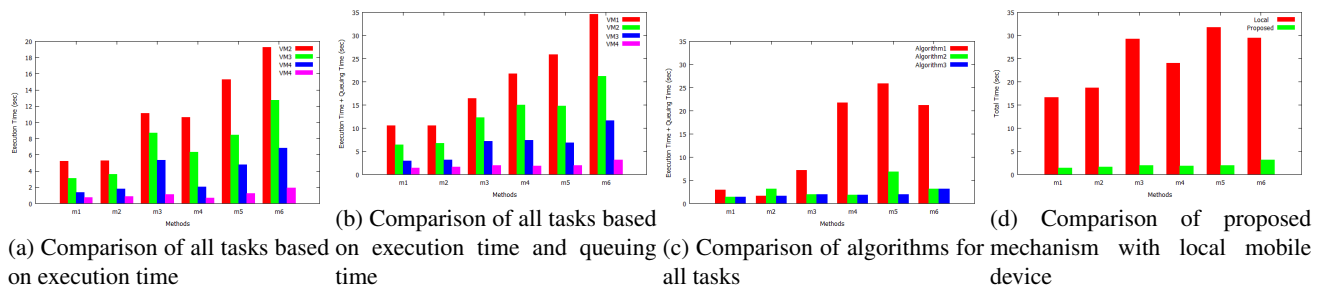 20
18
16
14
12
10
8
6
4
2
0
Execution Time (sec)
VM2
VM3
VM4
VM4
m1 m2 m3 m4 m5 m6
Methods
(a) Comparison of all tasks based
on execution time
35
30
25
20
15
10
5
0
Execution Time + Queuing Time (sec)
VM1
VM2
VM3
VM4
m1 m2 m3 m4 m5 m6
Methods
(b) Comparison of all tasks based
on execution time and queuing
time
35
30
25
20
15
10
5
0
Execution Time + Queuing Time (sec)
Algorithm1
Algorithm2
Algorithm3
m1 m2 m3 m4 m5 m6
Methods
(c) Comparison of algorithms for
all tasks
35
30
25
20
15
10
5
0
Total Time (sec)
Local
Proposed
m1 m2 m3 m4 m5 m6
Methods
(d) Comparison of proposed
mechanism with local mobile
device